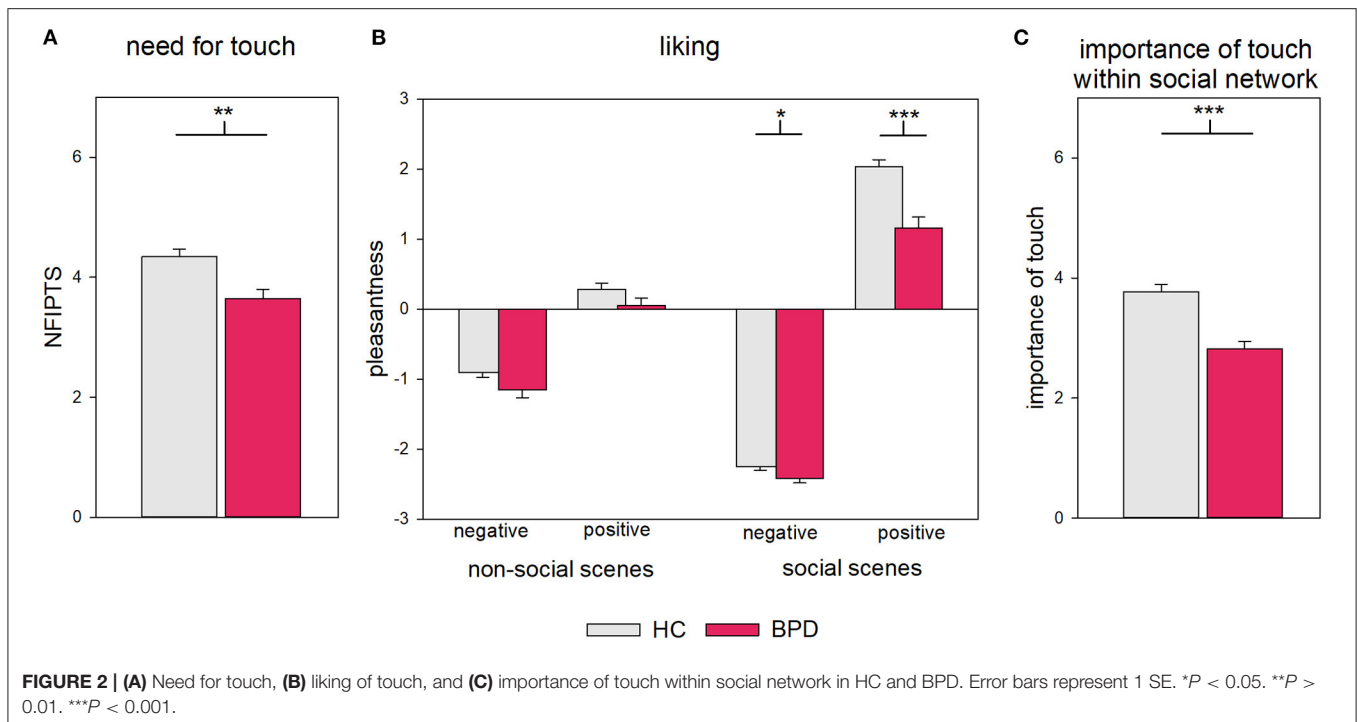 A
need for touch
**
NFIPTS
6
4
2
0
B
liking
* ***
pleasantness
3
2
1
0
-1
-2
-3
negative positive negative positive
non-social scenes social scenes
C
importance of touch
within social network
***
importance of touch
6
4
2
0
HC BPD
FIGURE 2 | (A) Need for touch, (B) liking of touch, and (C) importance of touch within social network in HC and BPD. Error bars represent 1 SE. *P < 0.05. **P >
0.01. ***P < 0.001.